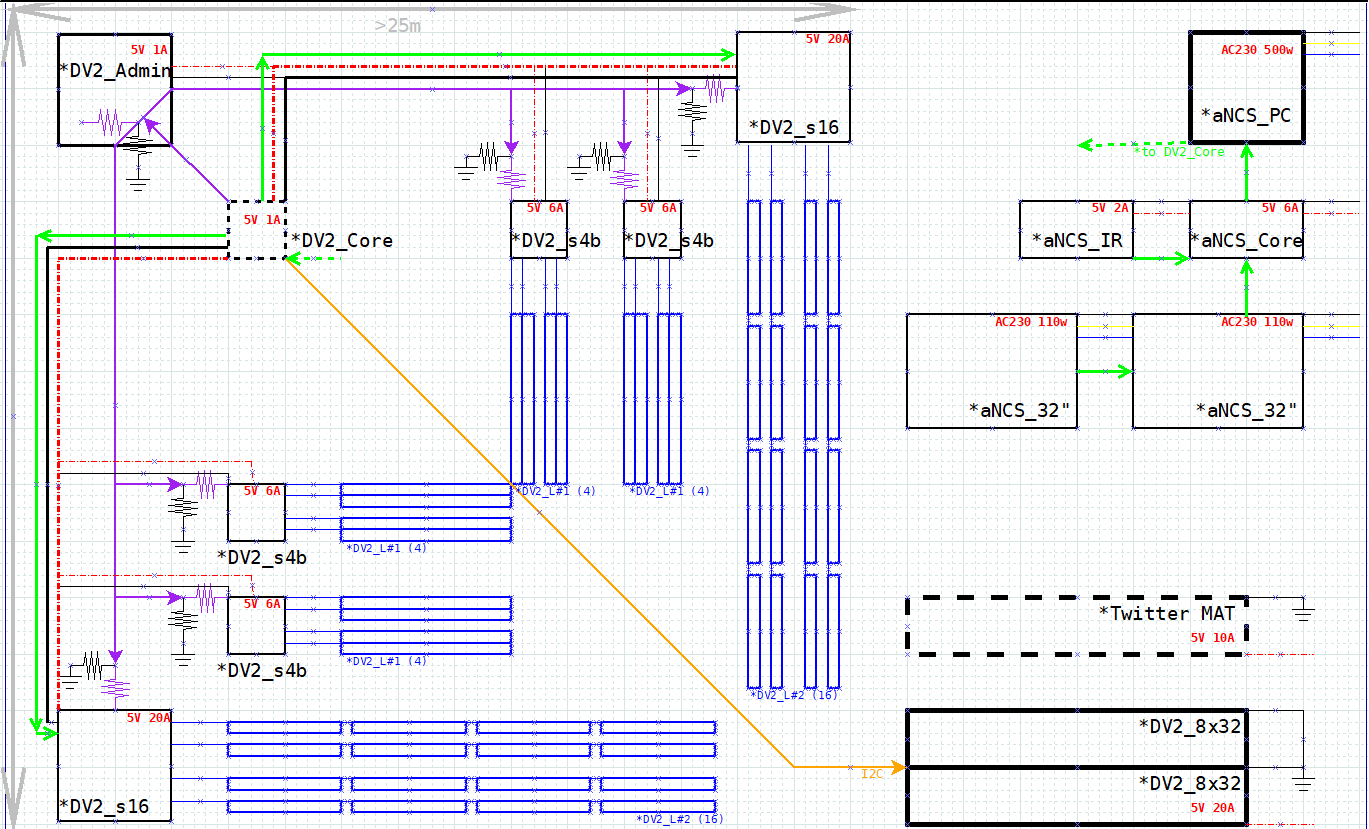 >25m
5V 1A
*DV2_Admin
5V 20A
*DV2_s16
AC230 500w
*aNCS_PC
*to DV2_Core
5V 1A
*DV2_Core
5V 6A
*DV2_s4b
5V 6A
*DV2_s4b
5V 2A
*aNCS_IR
5V 6A
*aNCS_Core
AC230 110w
*aNCS_32"
AC230 110w
*aNCS_32"
*DV2_L#1 (4)
*DV2_L#1 (4)
5V 6A
*DV2_s4b
*DV2_L#1 (4)
5V 6A
*DV2_s4b
*DV2_L#1 (4)
*Twitter MAT
5V 10A
*DV2_L#2 (16)
5V 20A
*DV2_s16
*DV2_L#2 (16)
I2C
*DV2_8x32
*DV2_8x32
5V 20A